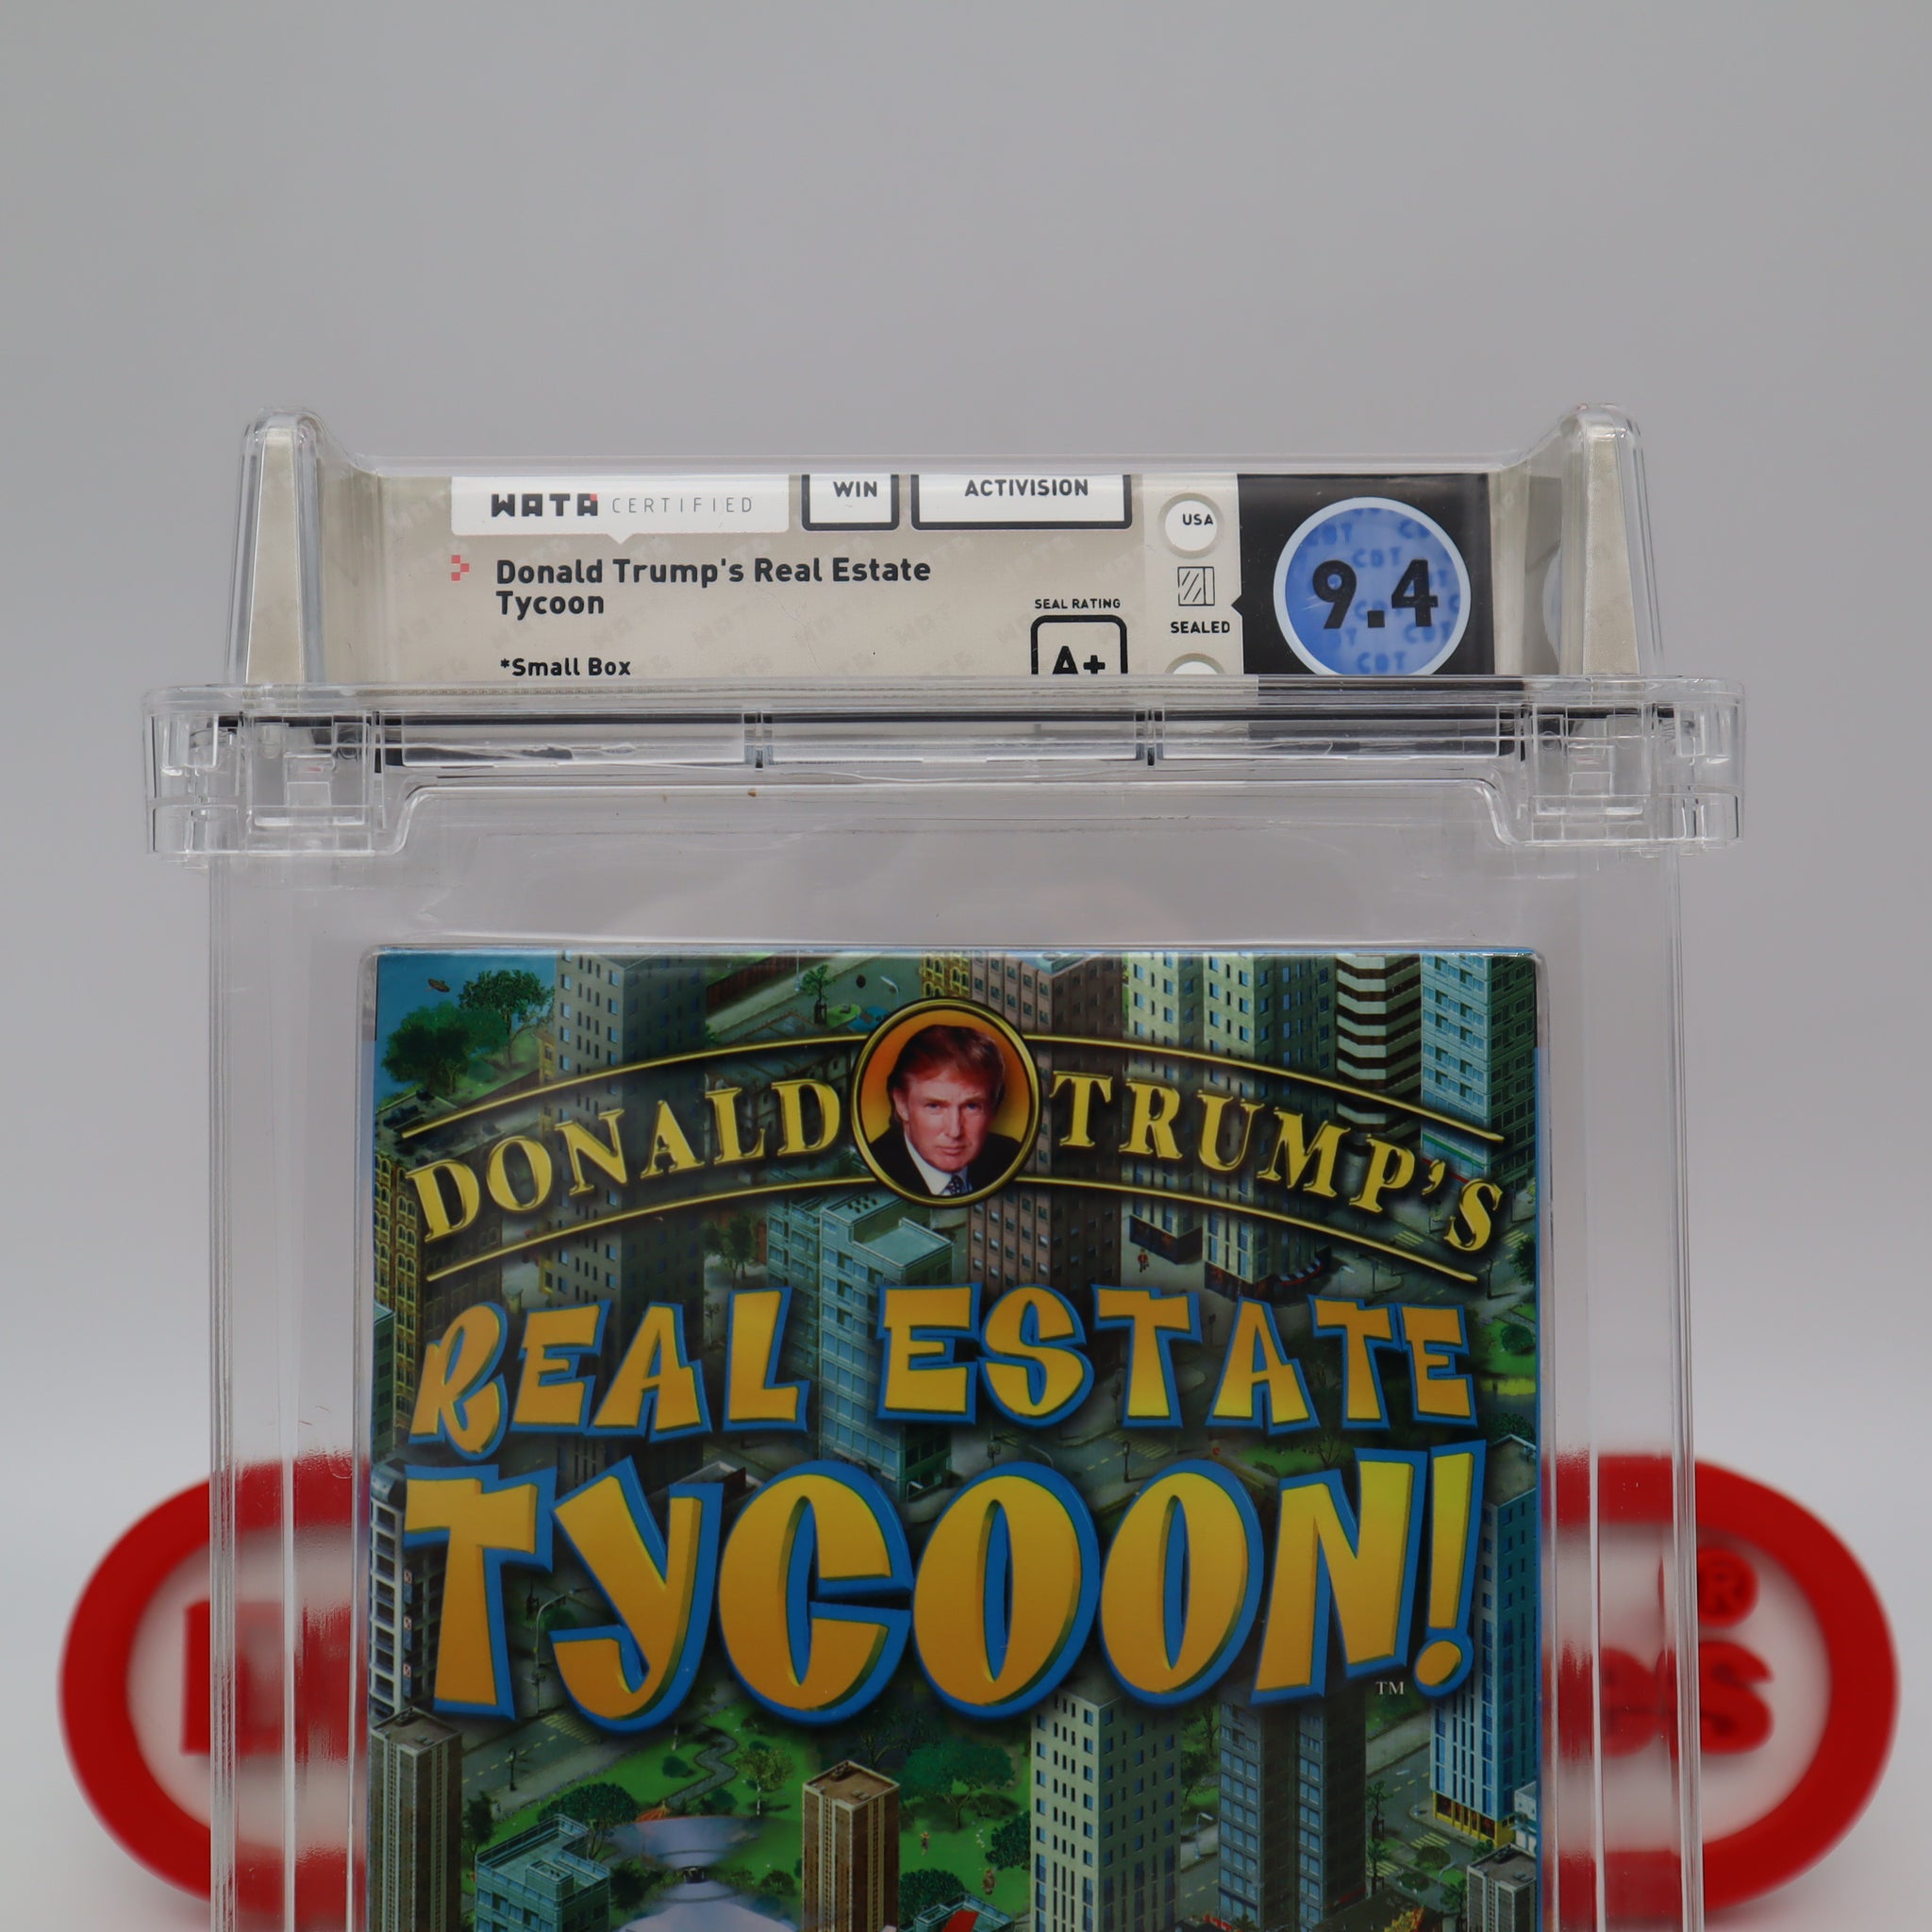 WATA CERTIFIED
WIN
ACTIVISION
USA
Donald Trump's Real Estate
Tycoon
*Small Box
SEAL RATING
A+
SEALED
9.4
CBT
DONALD TRUMP'S
REAL ESTATE
TYCOON!
TM